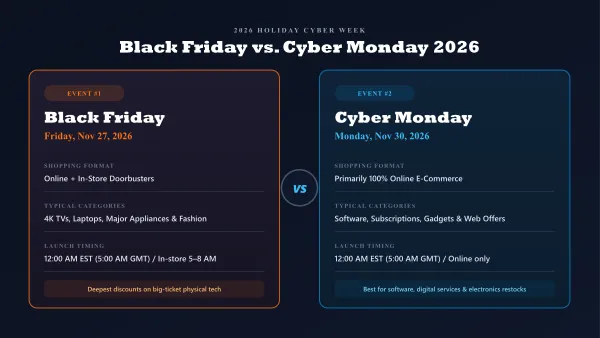 2026 HOLIDAY CYBER WEEK
Black Friday vs. Cyber Monday 2026
EVENT #1
Black Friday
Friday, Nov 27, 2026
SHOPPING FORMAT
Online + In-Store Doorbusters
TYPICAL CATEGORIES
4K TVs, Laptops, Major Appliances & Fashion
LAUNCH TIMING
12:00 AM EST (5:00 AM GMT) / In-store 5–8 AM
Deepest discounts on big-ticket physical tech
VS
EVENT #2
Cyber Monday
Monday, Nov 30, 2026
SHOPPING FORMAT
Primarily 100% Online E-Commerce
TYPICAL CATEGORIES
Software, Subscriptions, Gadgets & Web Offers
LAUNCH TIMING
12:00 AM EST (5:00 AM GMT) / Online only
Best for software, digital services & electronics restocks